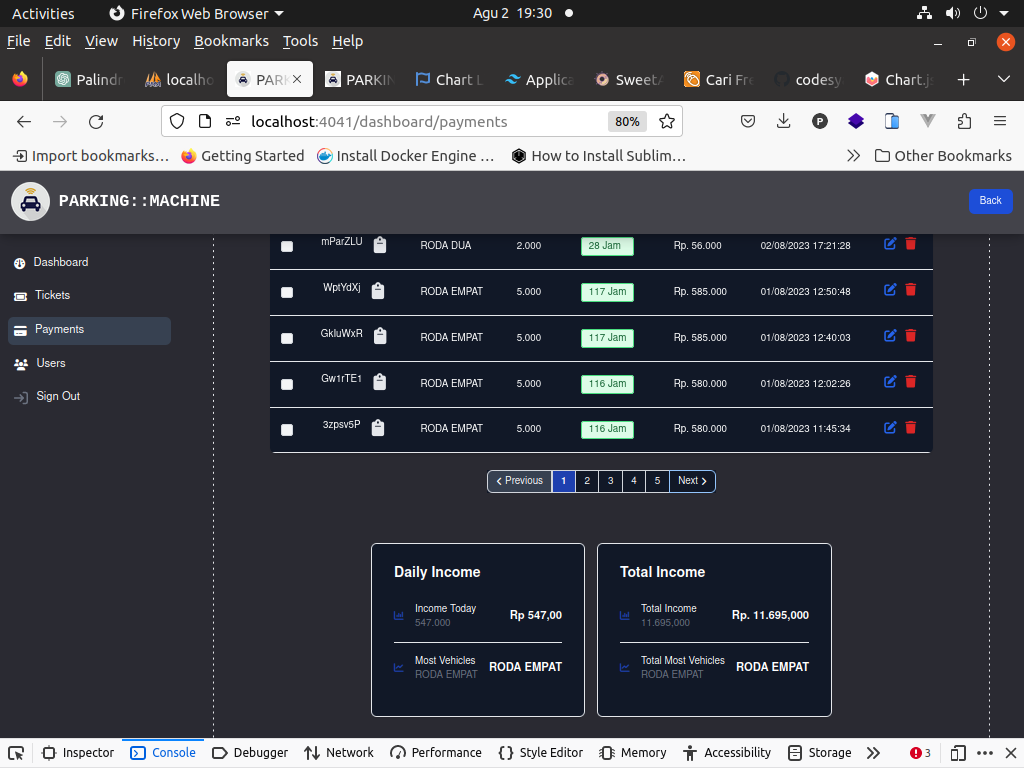 Activities Firefox Web Browser Agu 2 19:30
File Edit View History Bookmarks Tools Help
Palindr localho PARK PARKIN Chart L Applica SweetA Cari Fre codesy Chart.js
localhost:4041/dashboard/payments 80%
Import bookmarks... Getting Started Install Docker Engine ... How to Install Sublim... Other Bookmarks
PARKING::MACHINE Back
Dashboard
Tickets
Payments
Users
Sign Out
mParZLU RODA DUA 2.000 28 Jam Rp. 56.000 02/08/2023 17:21:28
WptYdXj RODA EMPAT 5.000 117 Jam Rp. 585.000 01/08/2023 12:50:48
GkluWxR RODA EMPAT 5.000 117 Jam Rp. 585.000 01/08/2023 12:40:03
Gw1rTE1 RODA EMPAT 5.000 116 Jam Rp. 580.000 01/08/2023 12:02:26
3zpsv5P RODA EMPAT 5.000 116 Jam Rp. 580.000 01/08/2023 11:45:34
Previous 1 2 3 4 5 Next
Daily Income
Income Today Rp 547,00
547.000
Most Vehicles RODA EMPAT
RODA EMPAT
Total Income
Total Income Rp. 11.695,000
11.695,000
Total Most Vehicles RODA EMPAT
RODA EMPAT
Inspector Console Debugger Network Performance Style Editor Memory Accessibility Storage 3